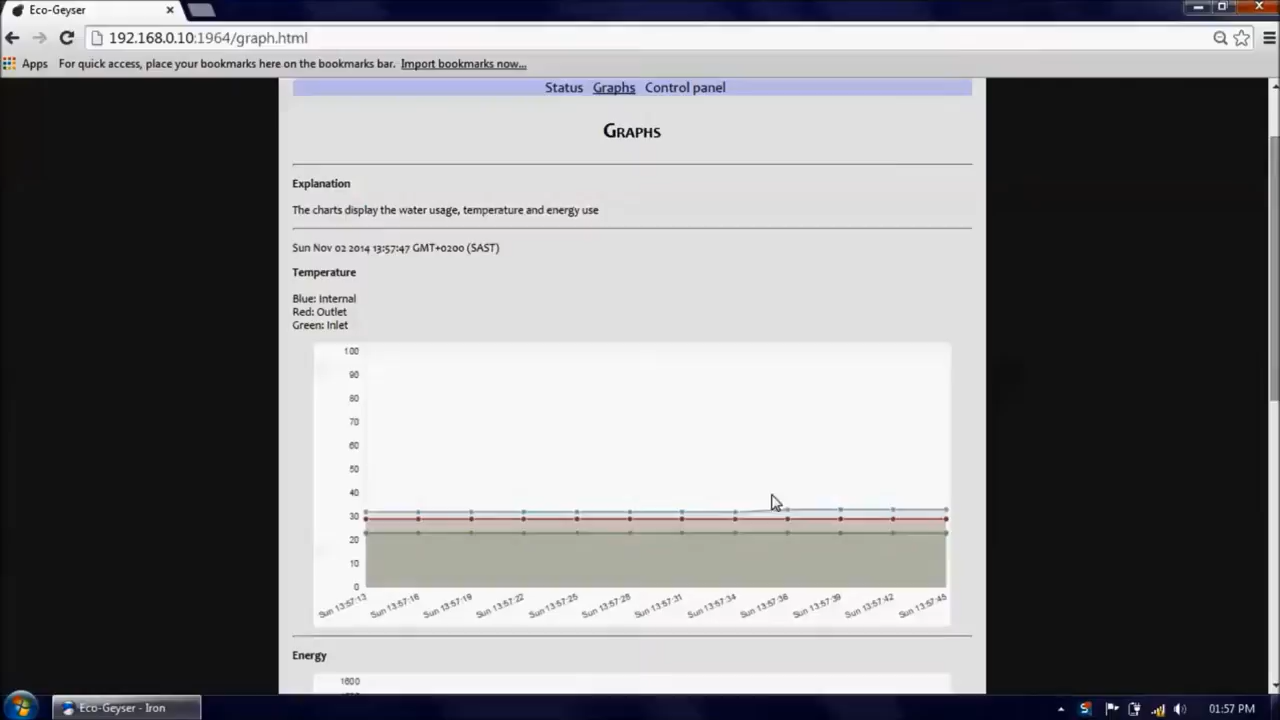 Eco-Geyser
192.168.0.10:1964/graph.html
Apps For quick access, place your bookmarks here on the bookmarks bar. Import bookmarks now...
Status Graphs Control panel
Graphs
Explanation
The charts display the water usage, temperature and energy use
Sun Nov 02 2014 13:57:47 GMT+0200 (SAST)
Temperature
Blue: Internal
Red: Outlet
Green: Inlet
100
90
80
70
60
50
40
30
20
10
0
Sun 13:57:13 Sun 13:57:16 Sun 13:57:19 Sun 13:57:22 Sun 13:57:25 Sun 13:57:28 Sun 13:57:31 Sun 13:57:34 Sun 13:57:36 Sun 13:57:39 Sun 13:57:42 Sun 13:57:45
Energy
1800
Eco-Geyser - Iron
01:57 PM